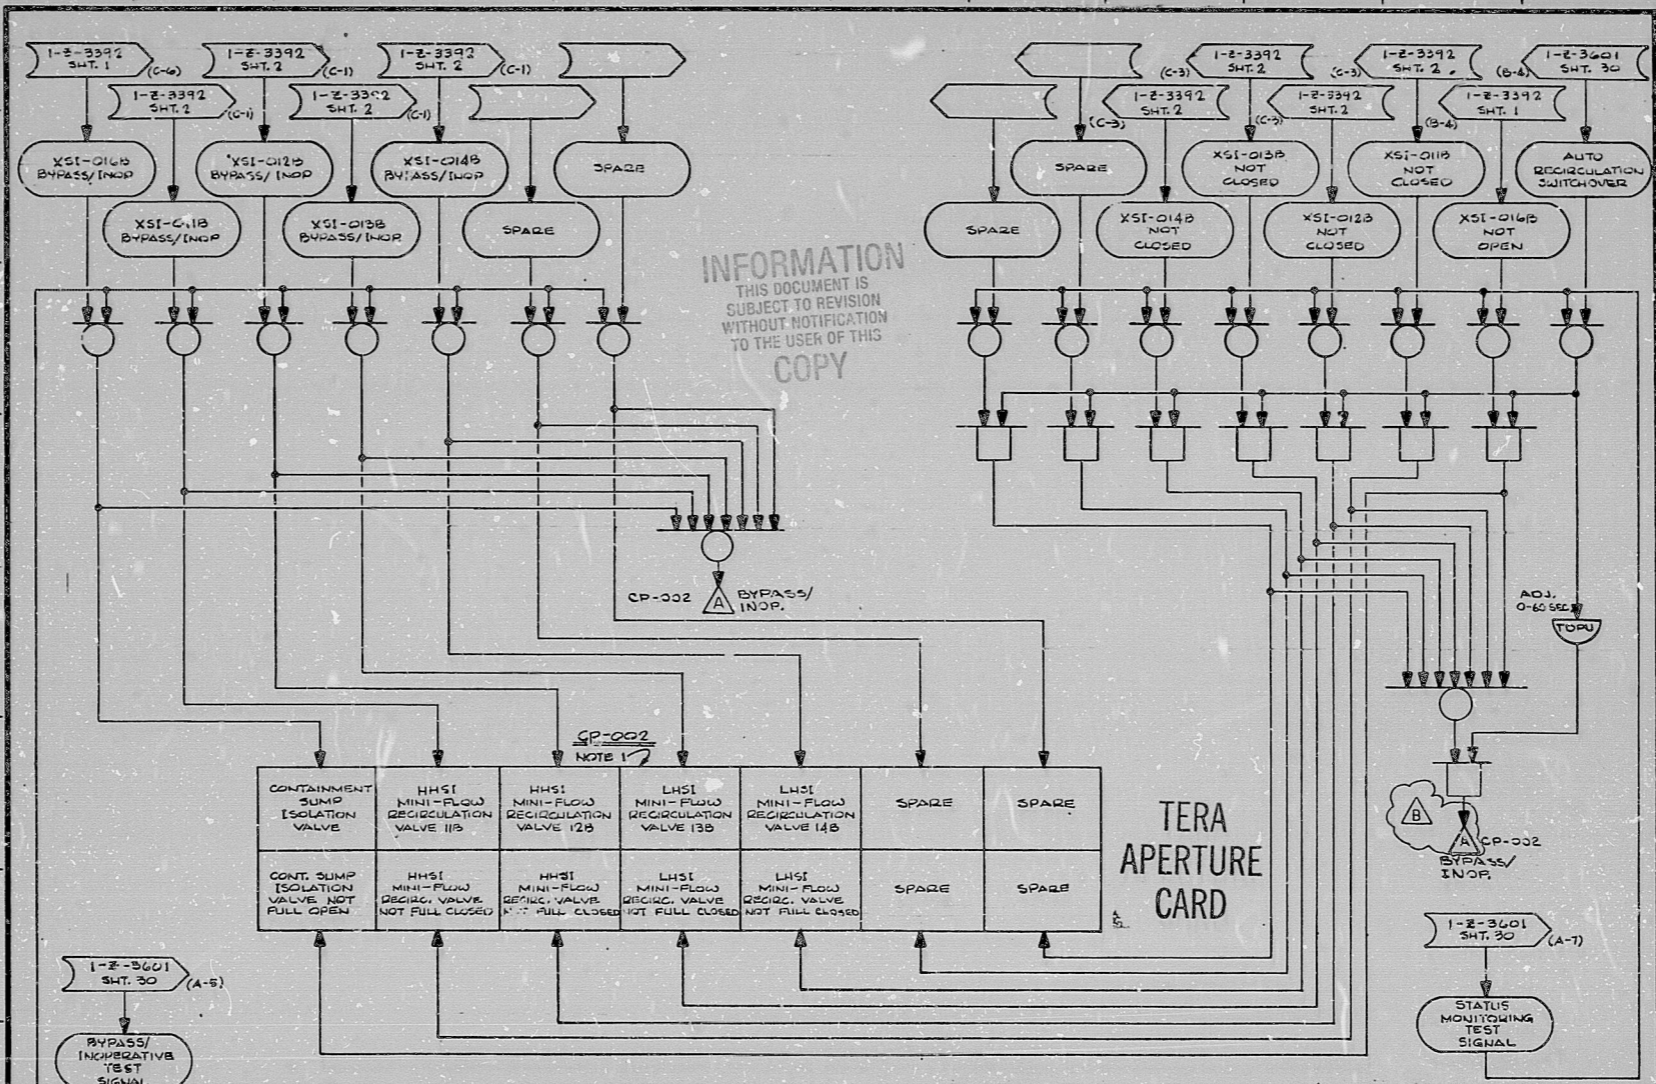 1-Z-3392
SHT. 1
(C-6)
1-Z-3392
SHT. 2
(C-1)
1-Z-3392
SHT. 2
(C-1)
1-Z-3392
SHT. 2
(C-1)
1-Z-3392
SHT. 2
(C-1)
XSI-016B
BYPASS/INOP
XSI-012B
BYPASS/INOP
XSI-014B
BYPASS/INOP
SPARE
XSI-011B
BYPASS/INOP
XSI-013B
BYPASS/INOP
SPARE
(C-3)
1-Z-3392
SHT. 2
(C-3)
1-Z-3392
SHT. 2
(B-4)
1-Z-3601
SHT. 30
(C-3)
1-Z-3392
SHT. 2
(C-3)
1-Z-3392
SHT. 2
(B-4)
1-Z-3392
SHT. 1
SPARE
XSI-013B
NOT
CLOSED
XSI-011B
NOT
CLOSED
AUTO
RECIRCULATION
SWITCHOVER
SPARE
XSI-014B
NOT
CLOSED
XSI-012B
NOT
CLOSED
XSI-016B
NOT
OPEN
INFORMATION
THIS DOCUMENT IS
SUBJECT TO REVISION
WITHOUT NOTIFICATION
TO THE USER OF THIS
COPY
CP-002
A
BYPASS/
INOP.
ADJ.
0-60 SEC
TDPU
CP-002
NOTE 1
CONTAINMENT
SUMP
ISOLATION
VALVE
HHSI
MINI-FLOW
RECIRCULATION
VALVE 11B
HHSI
MINI-FLOW
RECIRCULATION
VALVE 12B
LHSI
MINI-FLOW
RECIRCULATION
VALVE 13B
LHSI
MINI-FLOW
RECIRCULATION
VALVE 14B
SPARE
SPARE
CONT. SUMP
ISOLATION
VALVE NOT
FULL OPEN
HHSI
MINI-FLOW
RECIRC. VALVE
NOT FULL CLOSED
HHSI
MINI-FLOW
RECIRC. VALVE
FULL CLOSED
LHSI
MINI-FLOW
RECIRC. VALVE
NOT FULL CLOSED
LHSI
MINI-FLOW
RECIRC. VALVE
NOT FULL CLOSED
SPARE
SPARE
TERA
APERTURE
CARD
B
A
CP-002
BYPASS/
INOP.
1-Z-3601
SHT. 30
(A-5)
BYPASS/
INOPERATIVE
TEST
SIGNAL
1-Z-3601
SHT. 30
(A-7)
STATUS
MONITORING
TEST
SIGNAL